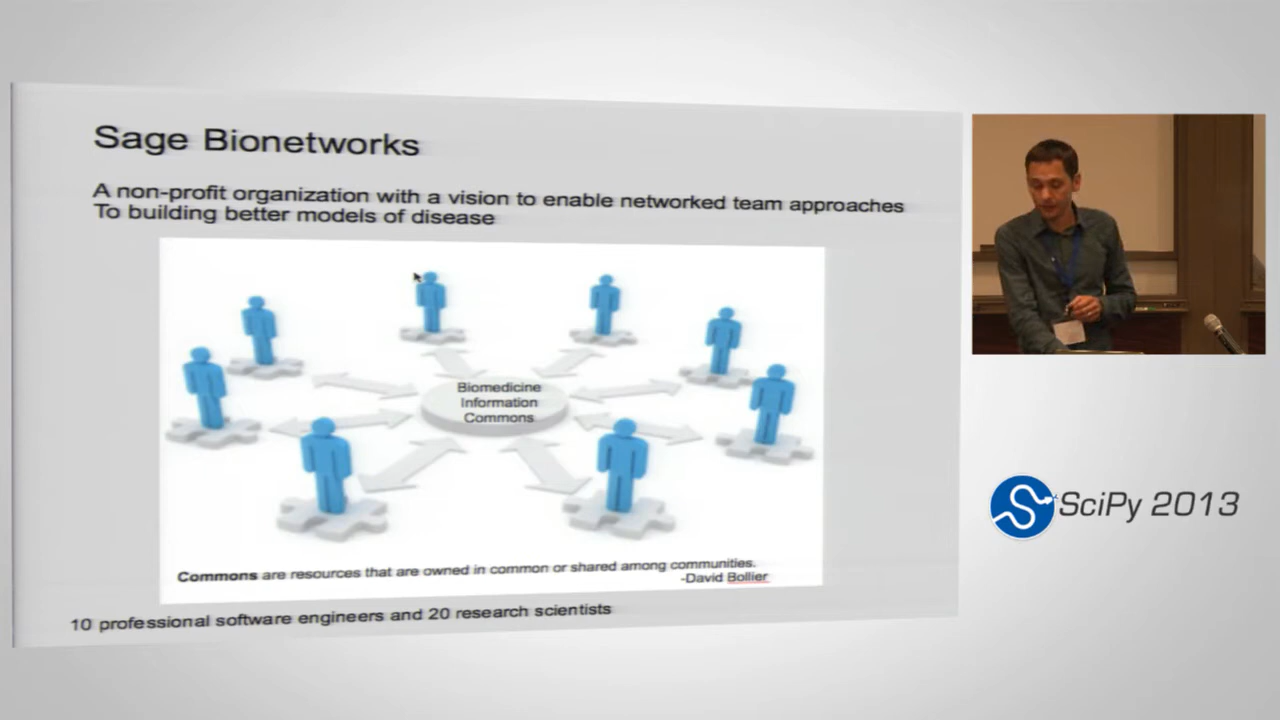 Sage Bionetworks
A non-profit organization with a vision to enable networked team approaches
To building better models of disease
Biomedicine
Information
Commons
Commons are resources that are owned in common or shared among communities.
-David Bollier
10 professional software engineers and 20 research scientists
SciPy 2013